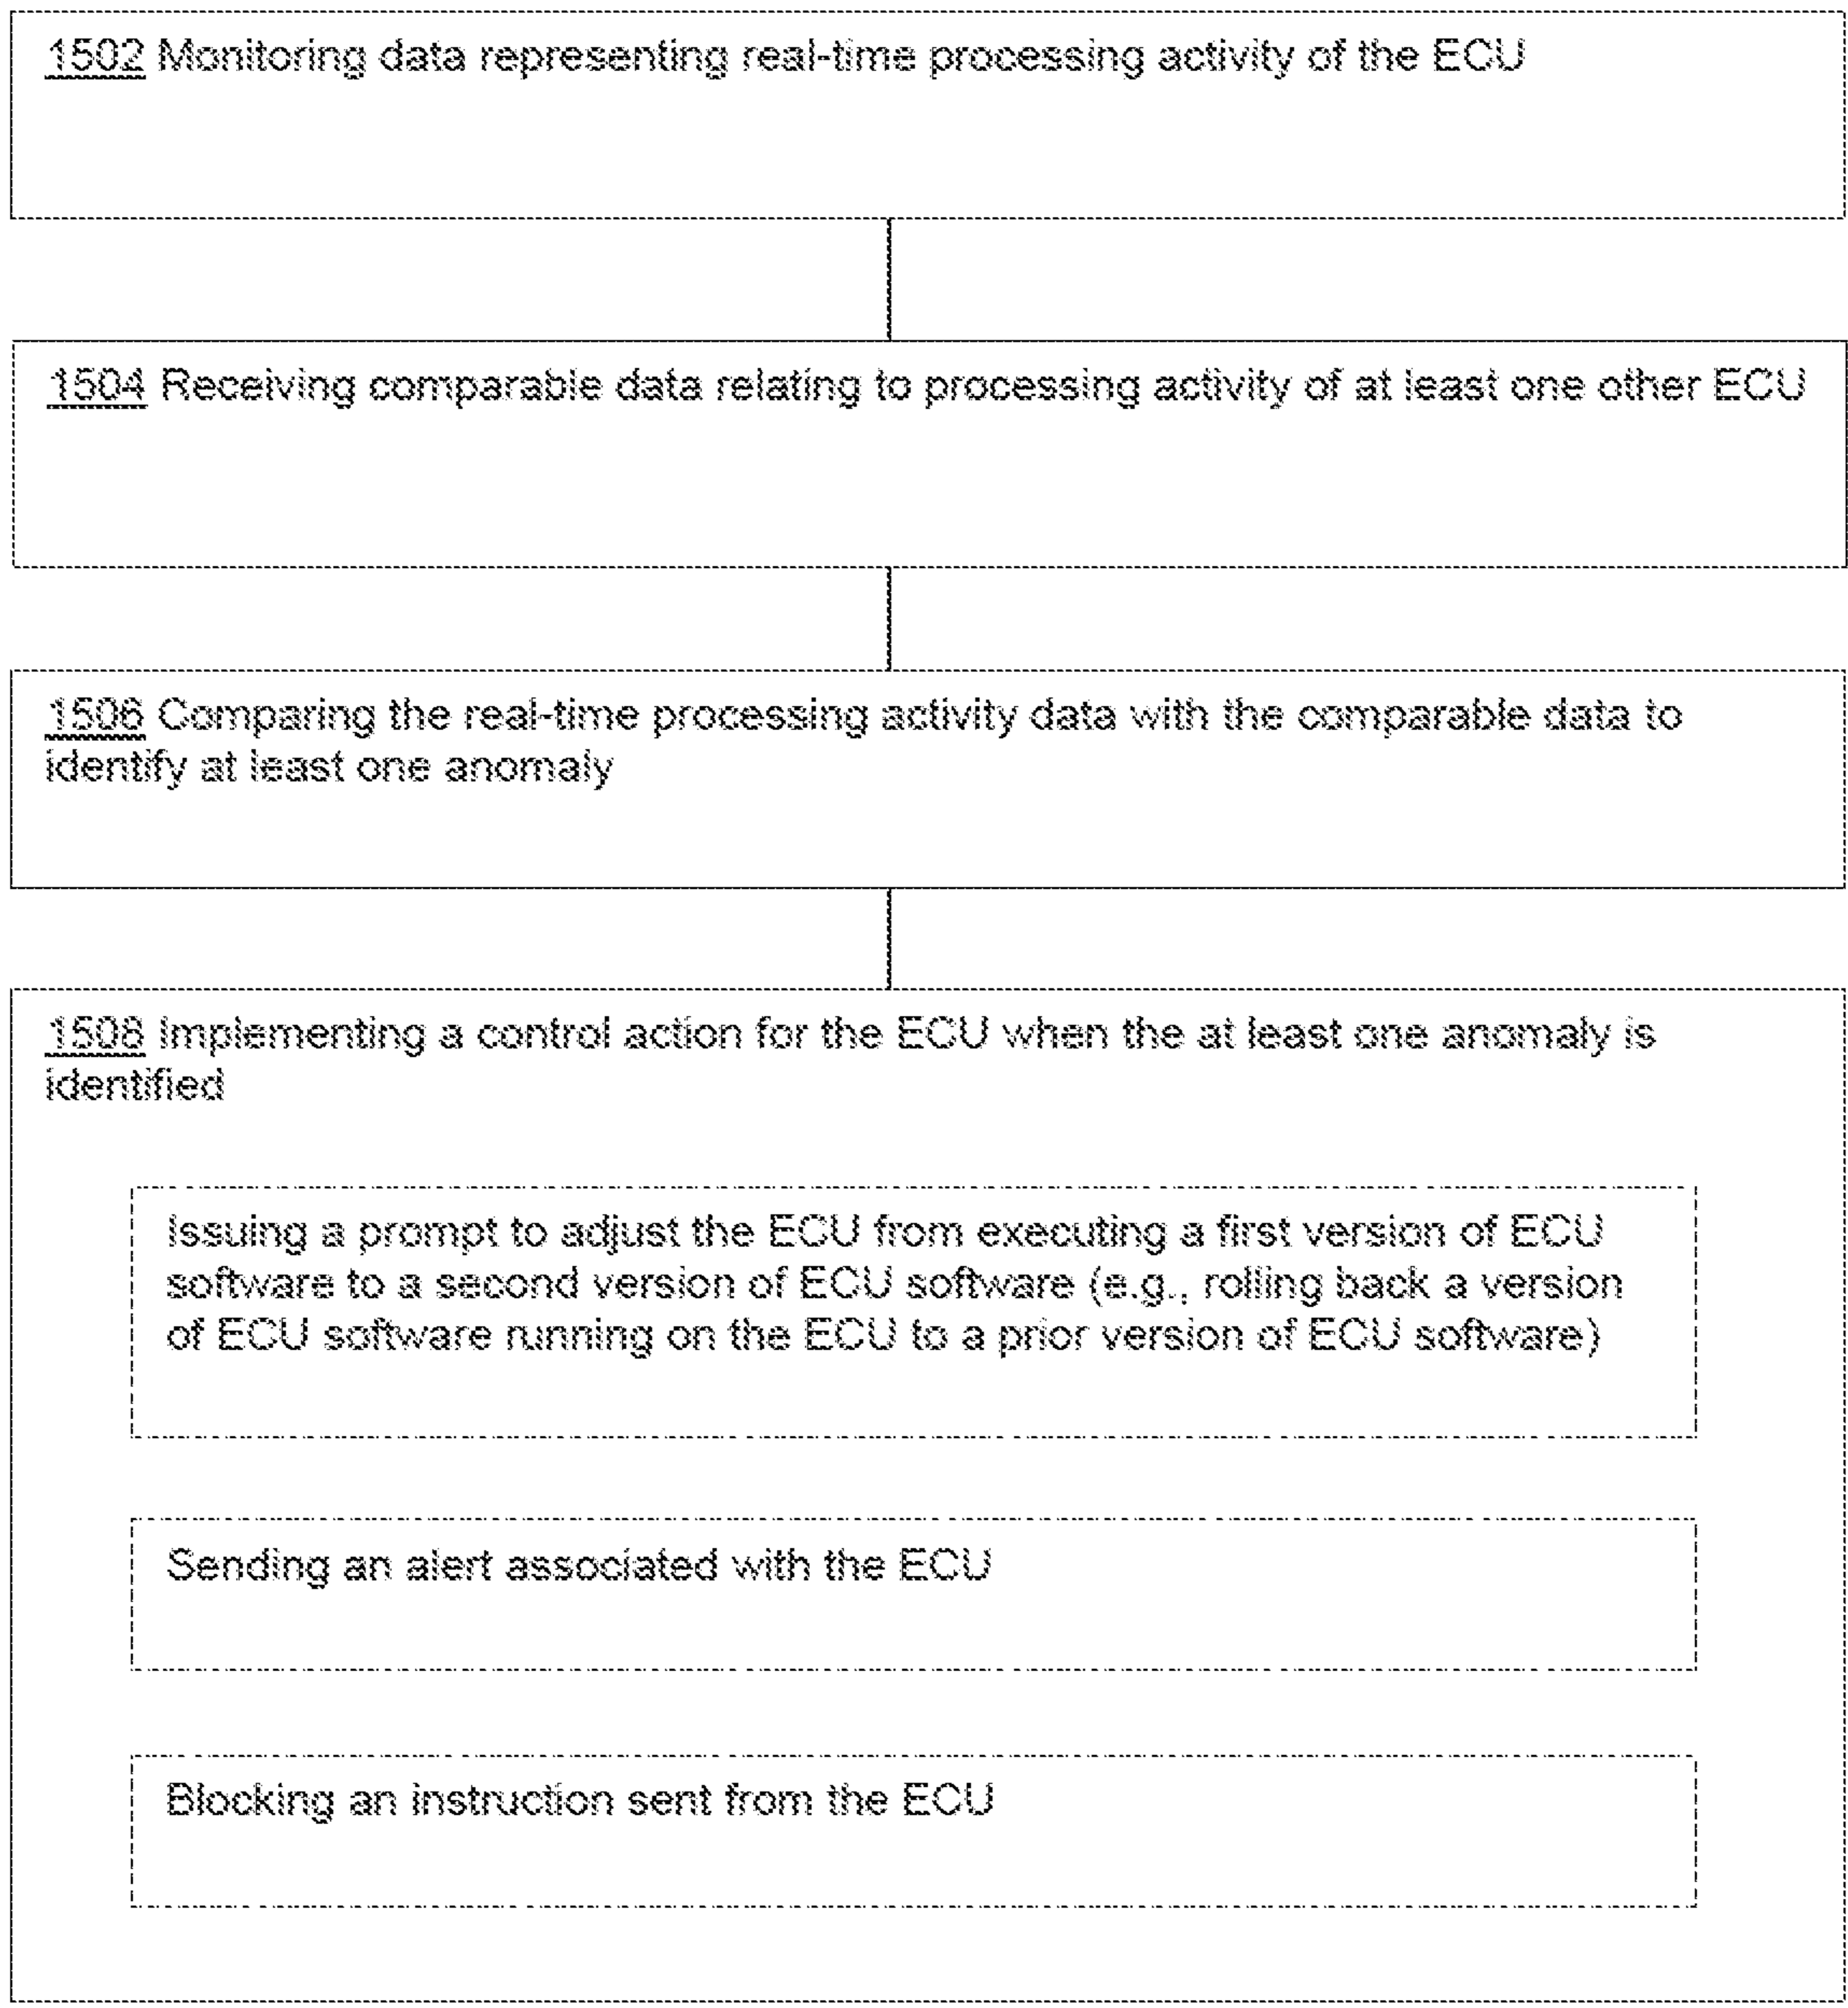 1502 Monitoring data representing real-time processing activity of the ECU
1504 Receiving comparable data relating to processing activity of at least one other ECU
1506 Comparing the real-time processing activity data with the comparable data to
identify at least one anomaly
1508 Implementing a control action for the ECU when the at least one anomaly is
identified
Issuing a prompt to adjust the ECU from executing a first version of ECU
software to a second version of ECU software (e.g., rolling back a version
of ECU software running on the ECU to a prior version of ECU software)
Sending an alert associated with the ECU
Blocking an instruction sent from the ECU